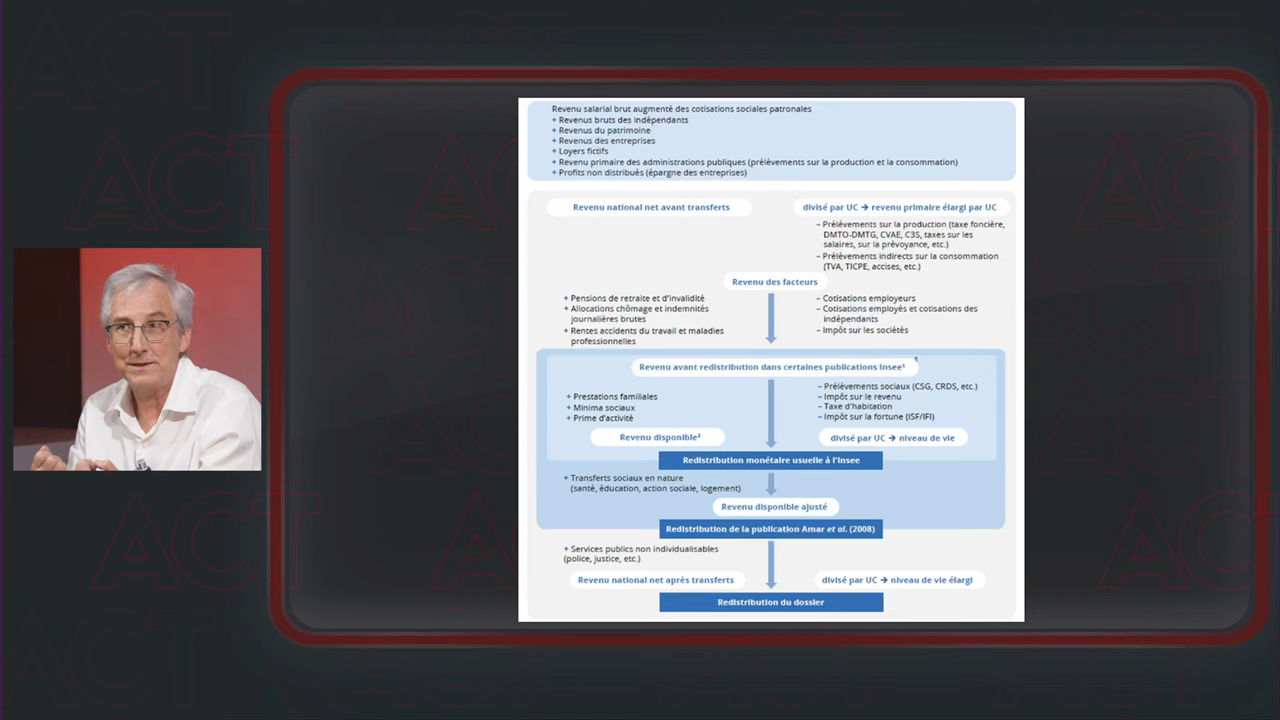 Revenu salarial brut augmenté des cotisations sociales patronales
+ Revenus bruts des indépendants
+ Revenus du patrimoine
+ Revenus des entreprises
+ Loyers fictifs
+ Revenu primaire des administrations publiques (prélèvements sur la production et la consommation)
+ Profits non distribués (épargne des entreprises)
Revenu national net avant transferts
divisé par UC → revenu primaire élargi par UC
– Prélèvements sur la production (taxe foncière,
DMTO-DMTG, CVAE, C3S, taxes sur les
salaires, sur la prévoyance, etc.)
– Prélèvements indirects sur la consommation
(TVA, TICPE, accises, etc.)
Revenu des facteurs
+ Pensions de retraite et d'invalidité
+ Allocations chômage et indemnités
journalières brutes
+ Rentes accidents du travail et maladies
professionnelles
– Cotisations employeurs
– Cotisations employés et cotisations des
indépendants
– Impôt sur les sociétés
Revenu avant redistribution dans certaines publications Insee¹
+ Prestations familiales
+ Minima sociaux
+ Prime d'activité
– Prélèvements sociaux (CSG, CRDS, etc.)
– Impôt sur le revenu
– Taxe d'habitation
– Impôt sur la fortune (ISF/IFI)
Revenu disponible²
divisé par UC → niveau de vie
Redistribution monétaire usuelle à l'Insee
+ Transferts sociaux en nature
(santé, éducation, action sociale, logement)
Revenu disponible ajusté
Redistribution de la publication Amar et al. (2008)
+ Services publics non individualisables
(police, justice, etc.)
Revenu national net après transferts
divisé par UC → niveau de vie élargi
Redistribution du dossier